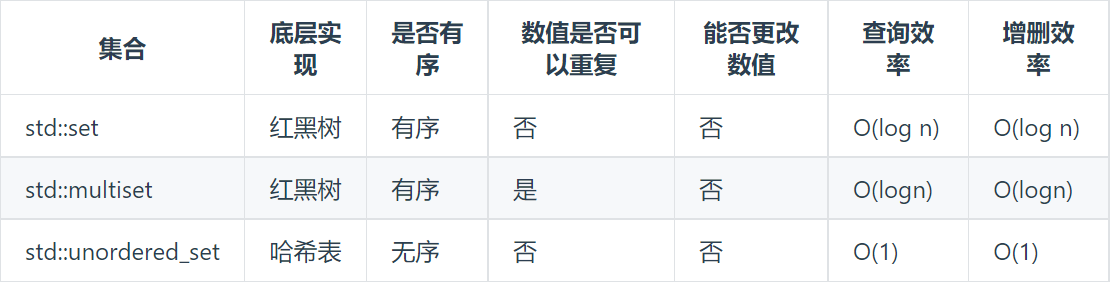 集合 底层实现 是否有序 数值是否可以重复 能否更改数值 查询效率 增删效率
std::set 红黑树 有序 否 否 O(log n) O(log n)
std::multiset 红黑树 有序 是 否 O(logn) O(logn)
std::unordered_set 哈希表 无序 否 否 O(1) O(1)